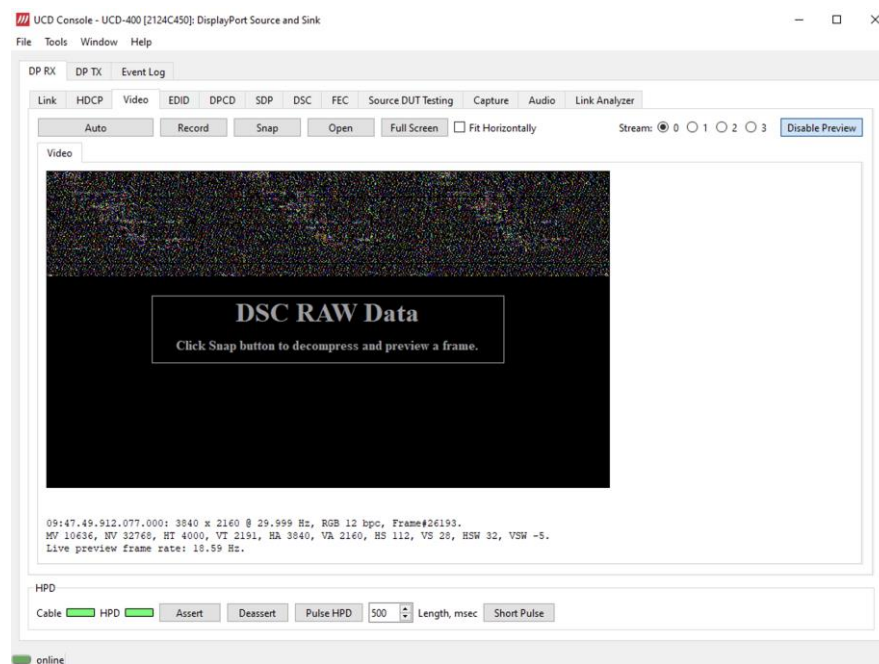 UCD Console - UCD-400 [2124C450]: DisplayPort Source and Sink
File Tools Window Help
DP RX DP TX Event Log
Link HDCP Video EDID DPCD SDP DSC FEC Source DUT Testing Capture Audio Link Analyzer
Auto Record Snap Open Full Screen Fit Horizontally Stream: 0 1 2 3 Disable Preview
Video
DSC RAW Data
Click Snap button to decompress and preview a frame.
09:47.49.912.077.000: 3840 x 2160 @ 29.999 Hz, RGB 12 bpc, Frame#26193.
MV 10636, NV 32768, HT 4000, VT 2191, HA 3840, VA 2160, HS 112, VS 28, HSW 32, VSW -5.
Live preview frame rate: 18.59 Hz.
HPD
Cable HPD Assert Deassert Pulse HPD 500 Length, msec Short Pulse
online